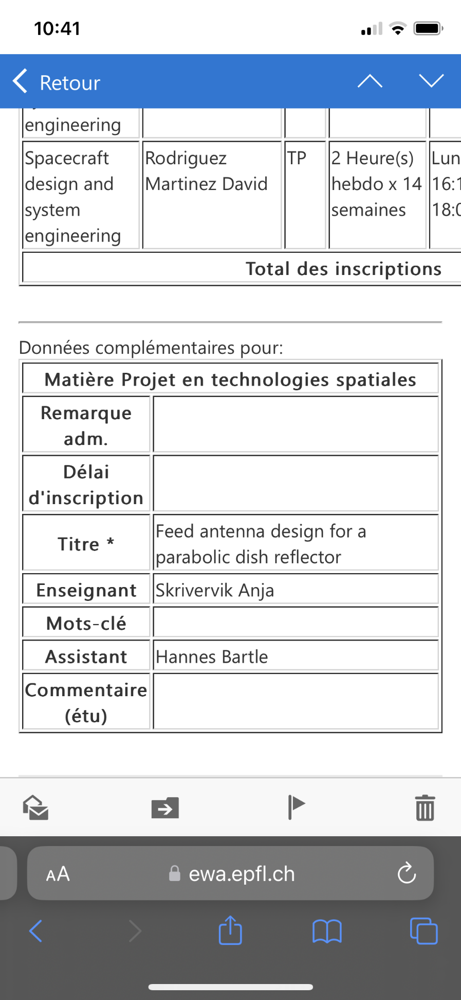 10:41
Retour
engineering
Spacecraft design and system engineering
Rodriguez Martinez David
TP
2 Heure(s) hebdo x 14 semaines
Lun
16:1
18:0
Total des inscriptions
Données complémentaires pour:
Matière Projet en technologies spatiales
Remarque adm.
Délai d'inscription
Titre *
Feed antenna design for a
parabolic dish reflector
Enseignant
Skrivervik Anja
Mots-clé
Assistant
Hannes Bartle
Commentaire (étu)
AA
ewa.epfl.ch